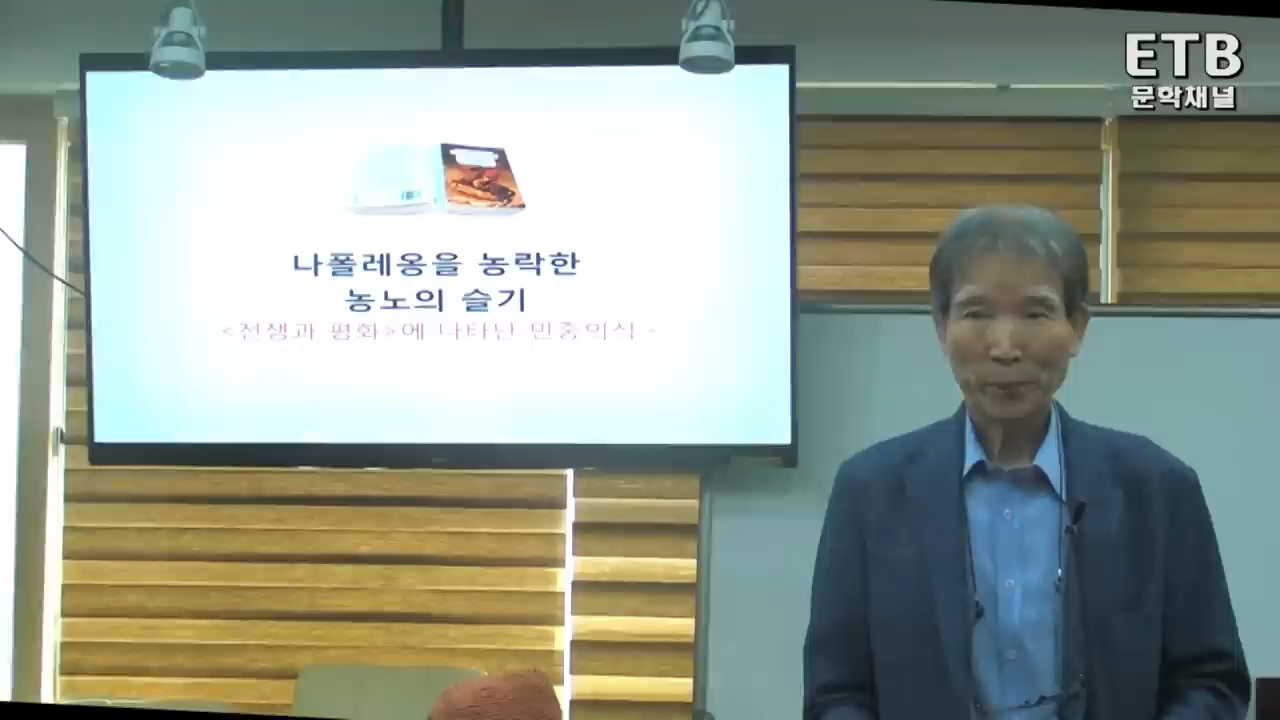 ETB
문학채널
나폴레옹을 농락한
농노의 슬기
<전쟁과 평화>에 나타난 민중의식 -